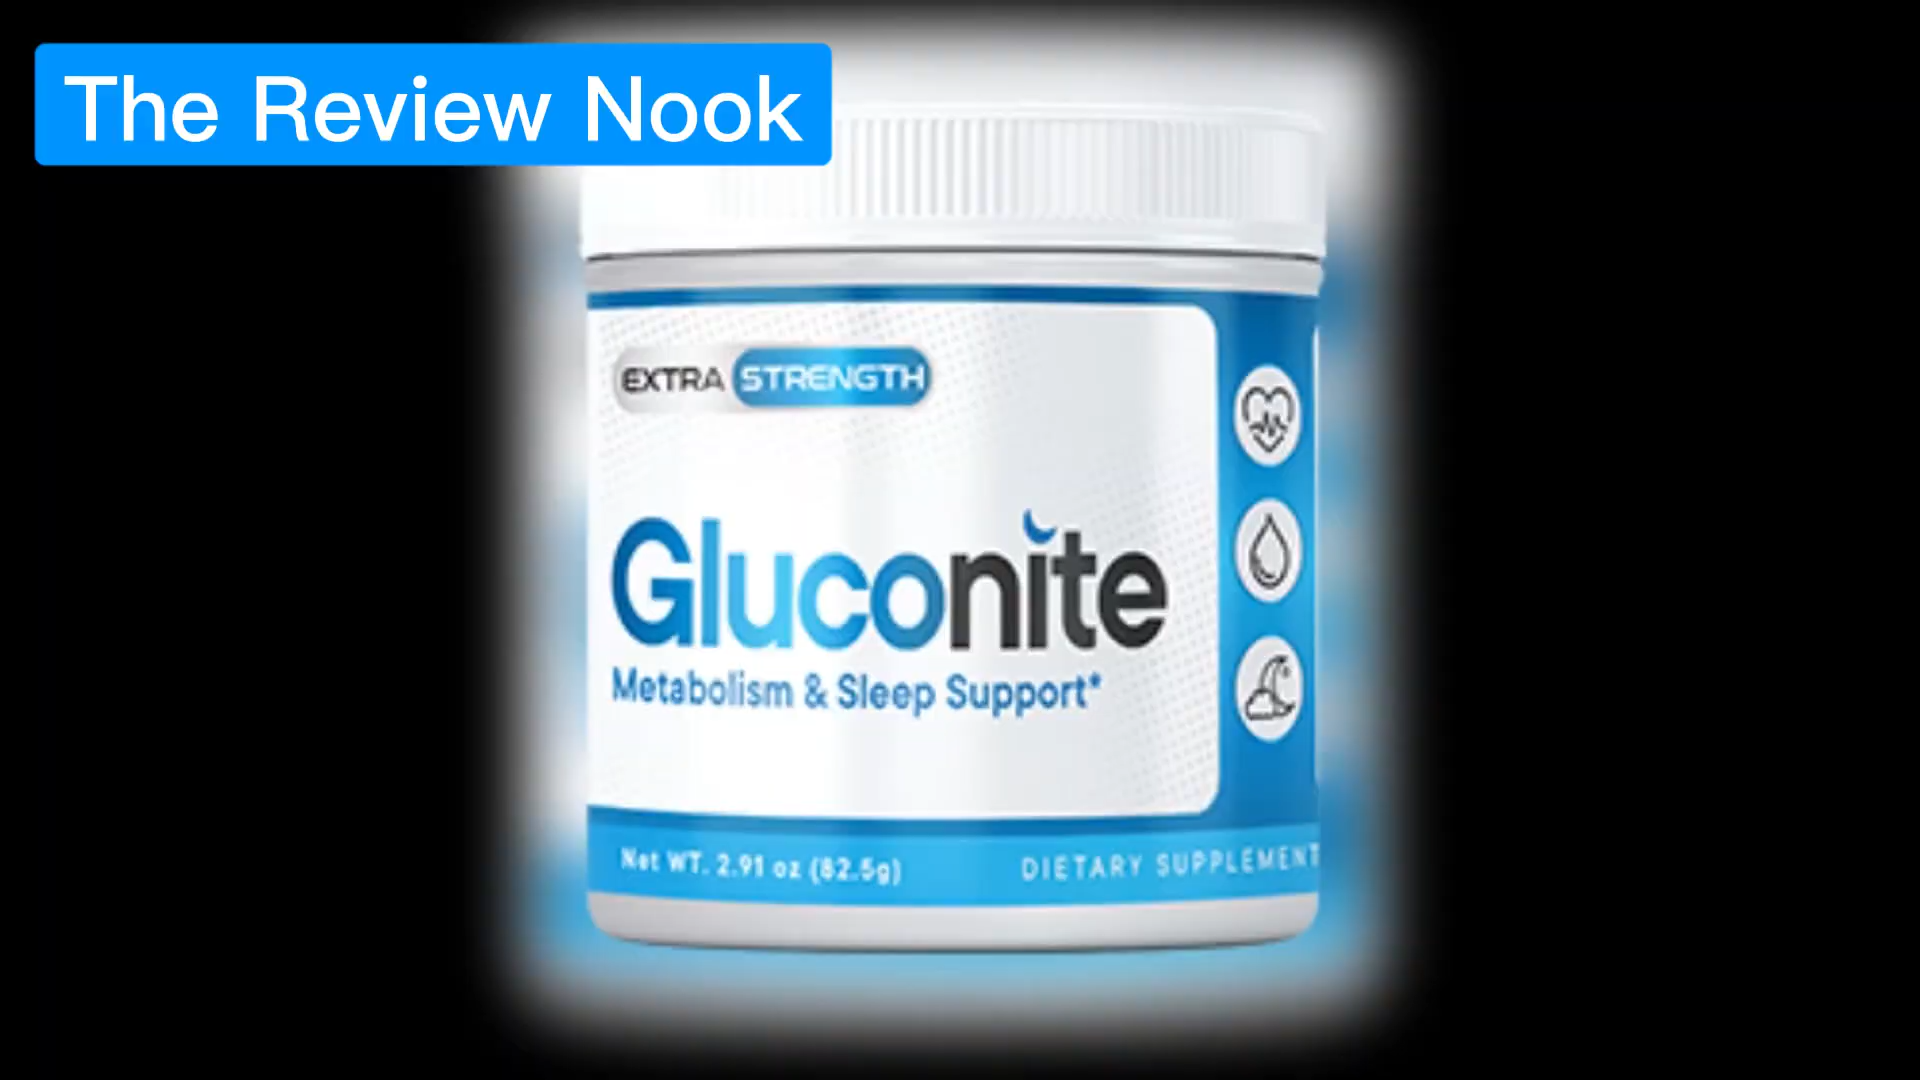 The Review Nook
EXTRA STRENGTH
Gluconite
Metabolism & Sleep Support*
Net WT. 2.91 oz (82.5g)
DIETARY SUPPLEMENT